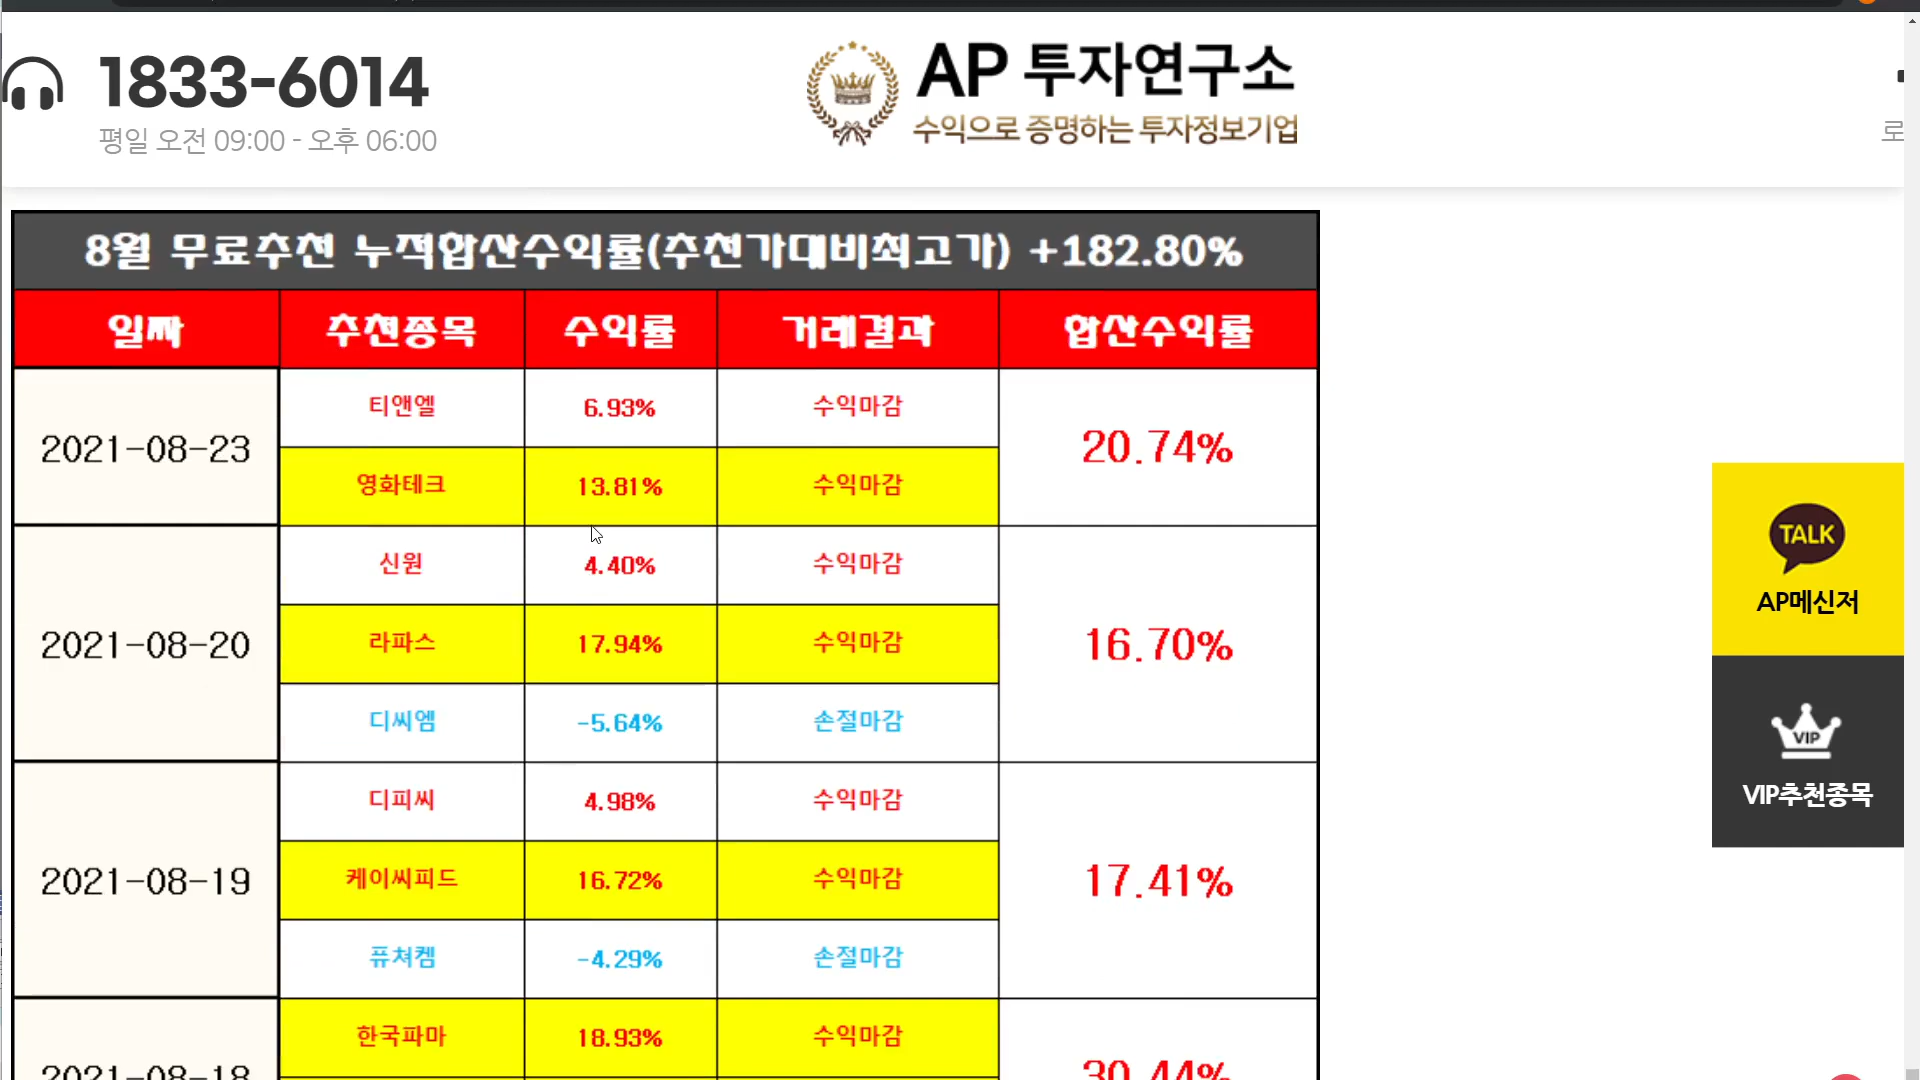 1833-6014
평일 오전 09:00 - 오후 06:00
AP 투자연구소
수익으로 증명하는 투자정보기업
로
8월 무료추천 누적합산수익률(추천가대비최고가) +182.80%
일짜 추천종목 수익률 거래결과 합산수익률
2021-08-23
티앤엘 6.93% 수익마감
영화테크 13.81% 수익마감
20.74%
2021-08-20
신원 4.40% 수익마감
라파스 17.94% 수익마감
디씨엠 -5.64% 손절마감
16.70%
2021-08-19
디피씨 4.98% 수익마감
케이씨피드 16.72% 수익마감
퓨쳐켐 -4.29% 손절마감
17.41%
2021-08-18
한국파마 18.93% 수익마감
30.44%
TALK
AP메신저
VIP
VIP추천종목